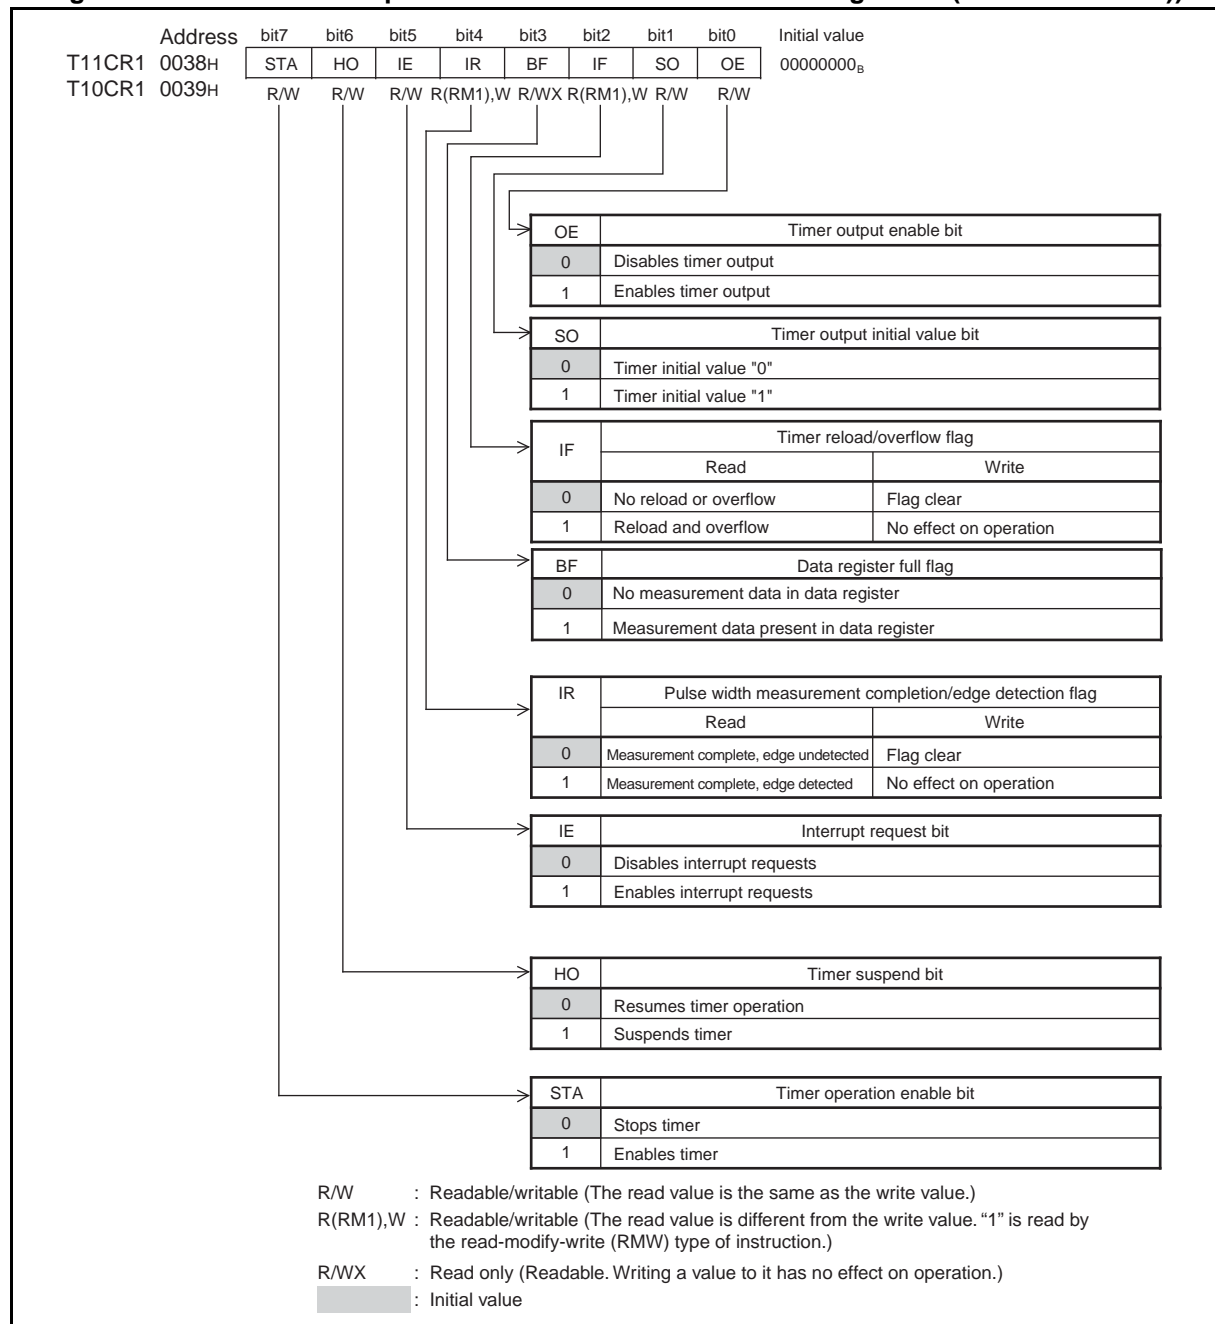 Address bit7 bit6 bit5 bit4 bit3 bit2 bit1 bit0 Initial value
T11CR1 0038H STA HO IE IR BF IF SO OE 00000000B
T10CR1 0039H R/W R/W R/W R(RM1),W R/WX R(RM1),W R/W R/W
OE Timer output enable bit
0 Disables timer output
1 Enables timer output
SO Timer output initial value bit
0 Timer initial value "0"
1 Timer initial value "1"
IF Timer reload/overflow flag
Read Write
0 No reload or overflow Flag clear
1 Reload and overflow No effect on operation
BF Data register full flag
0 No measurement data in data register
1 Measurement data present in data register
IR Pulse width measurement completion/edge detection flag
Read Write
0 Measurement complete, edge undetected Flag clear
1 Measurement complete, edge detected No effect on operation
IE Interrupt request bit
0 Disables interrupt requests
1 Enables interrupt requests
HO Timer suspend bit
0 Resumes timer operation
1 Suspends timer
STA Timer operation enable bit
0 Stops timer
1 Enables timer
R/W : Readable/writable (The read value is the same as the write value.)
R(RM1),W : Readable/writable (The read value is different from the write value. “1” is read by
the read-modify-write (RMW) type of instruction.)
R/WX : Read only (Readable. Writing a value to it has no effect on operation.)
: Initial value